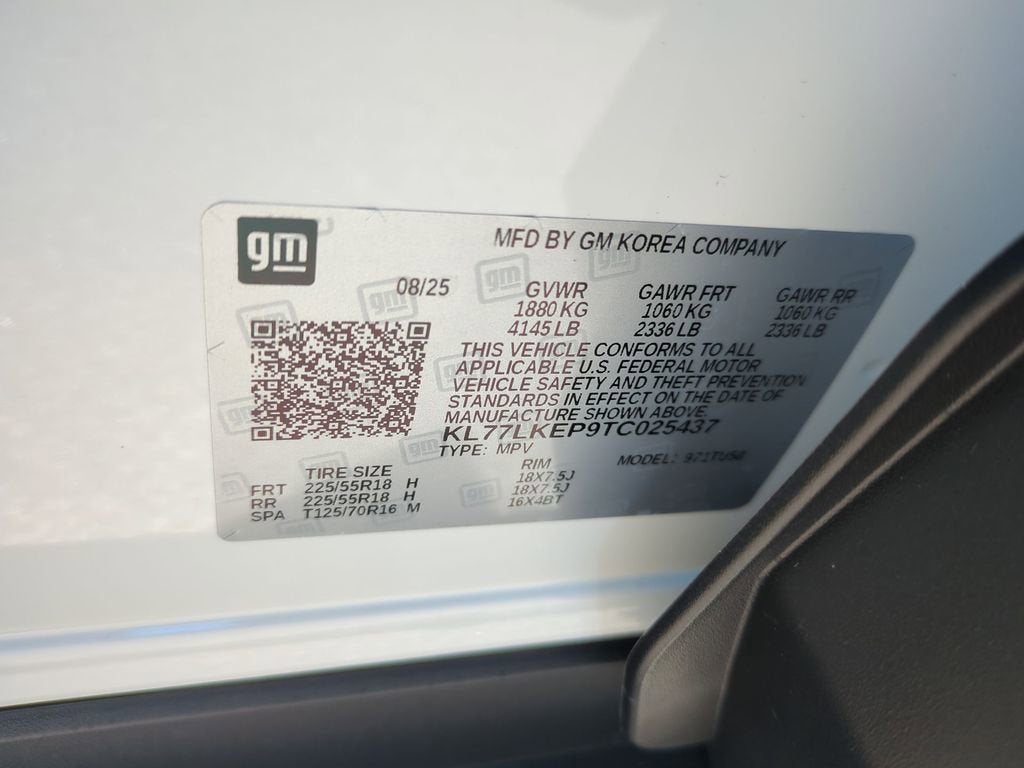 gm
MFD BY GM KOREA COMPANY
08/25
GVWR GAWR FRT GAWR RR
1880 KG 1060 KG 1060 KG
4145 LB 2336 LB 2336 LB
THIS VEHICLE CONFORMS TO ALL
APPLICABLE U.S. FEDERAL MOTOR
VEHICLE SAFETY AND THEFT PREVENTION
STANDARDS IN EFFECT ON THE DATE OF
MANUFACTURE SHOWN ABOVE.
KL77LKEP9TC025437
TYPE: MPV MODEL:
TIRE SIZE RIM
FRT 225/55R18 H 18X7.5J
RR 225/55R18 H 18X7.5J
SPA T125/70R16 M 16X4BT